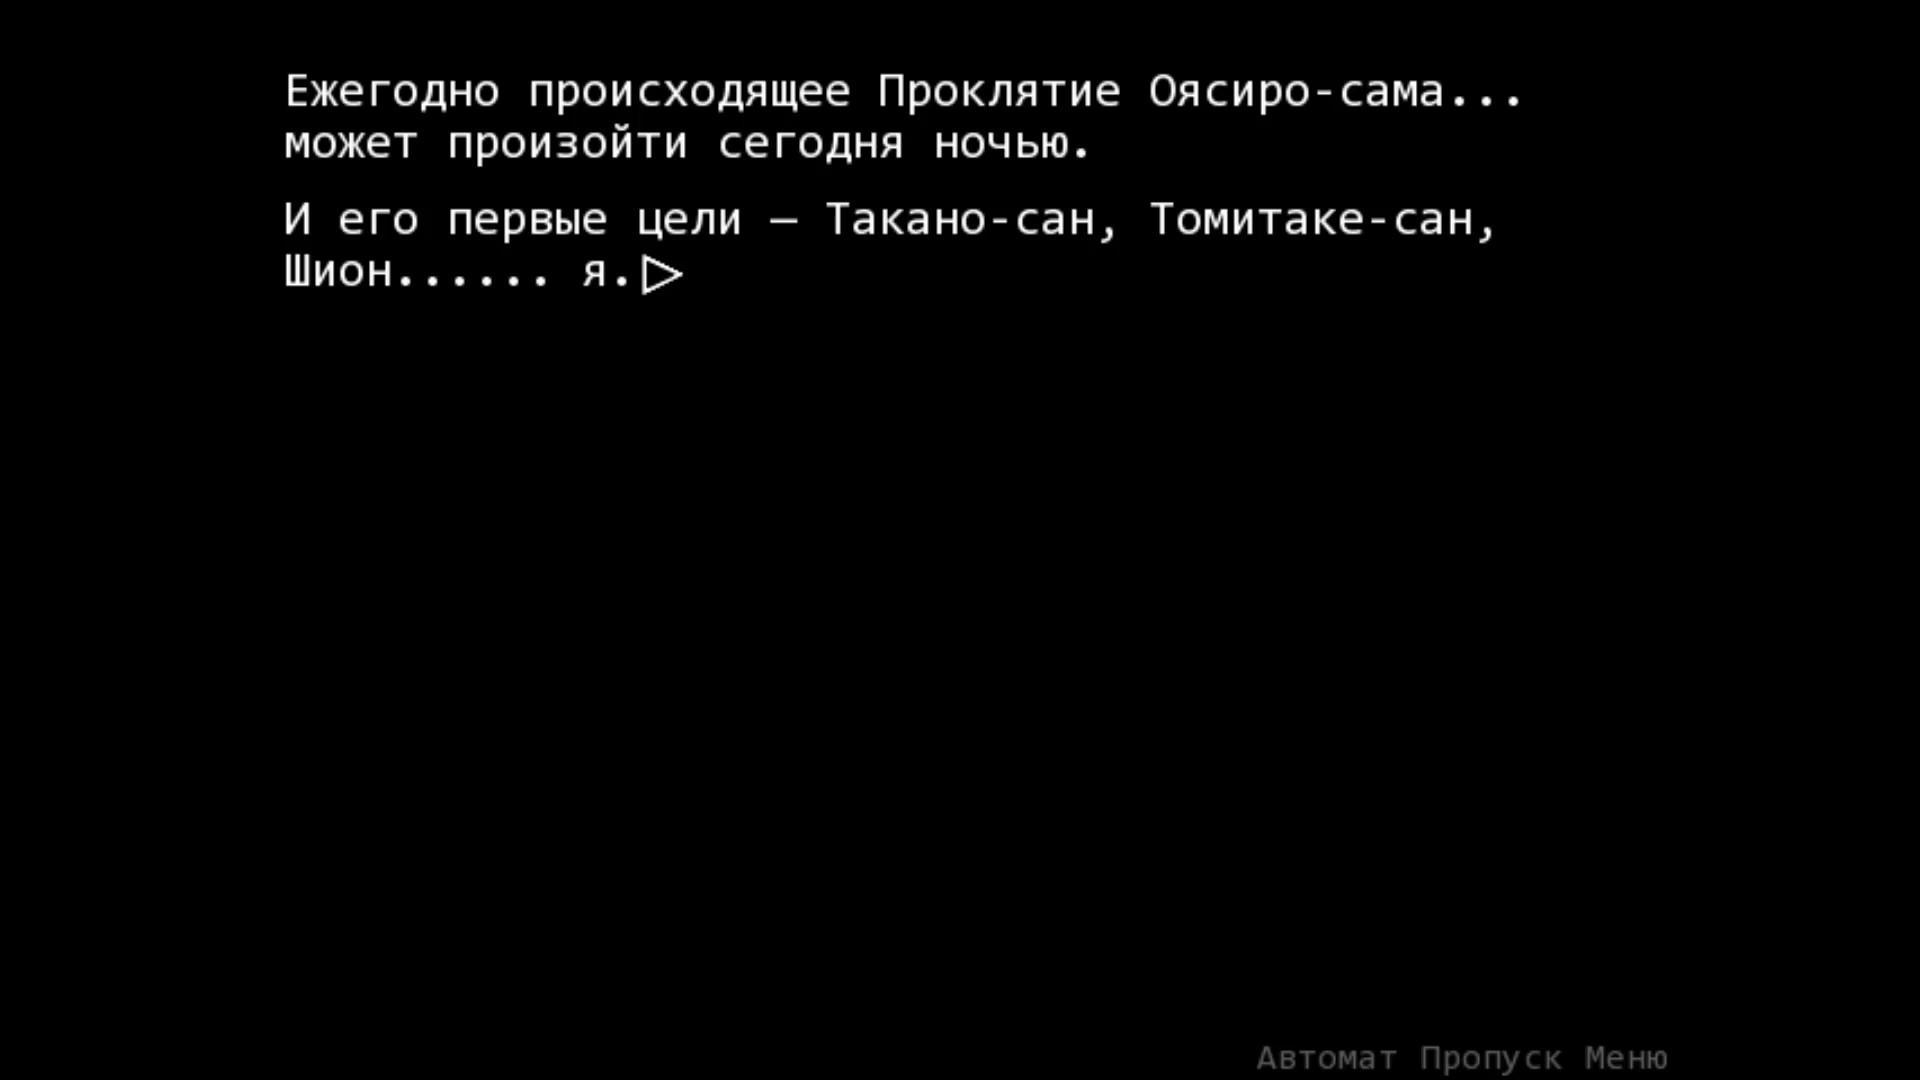 Ежегодно происходящее Проклятие Оясиро-сама...
может произойти сегодня ночью.
И его первые цели — Такано-сан, Томитаке-сан,
Шион...... я.
Автомат Пропуск Меню